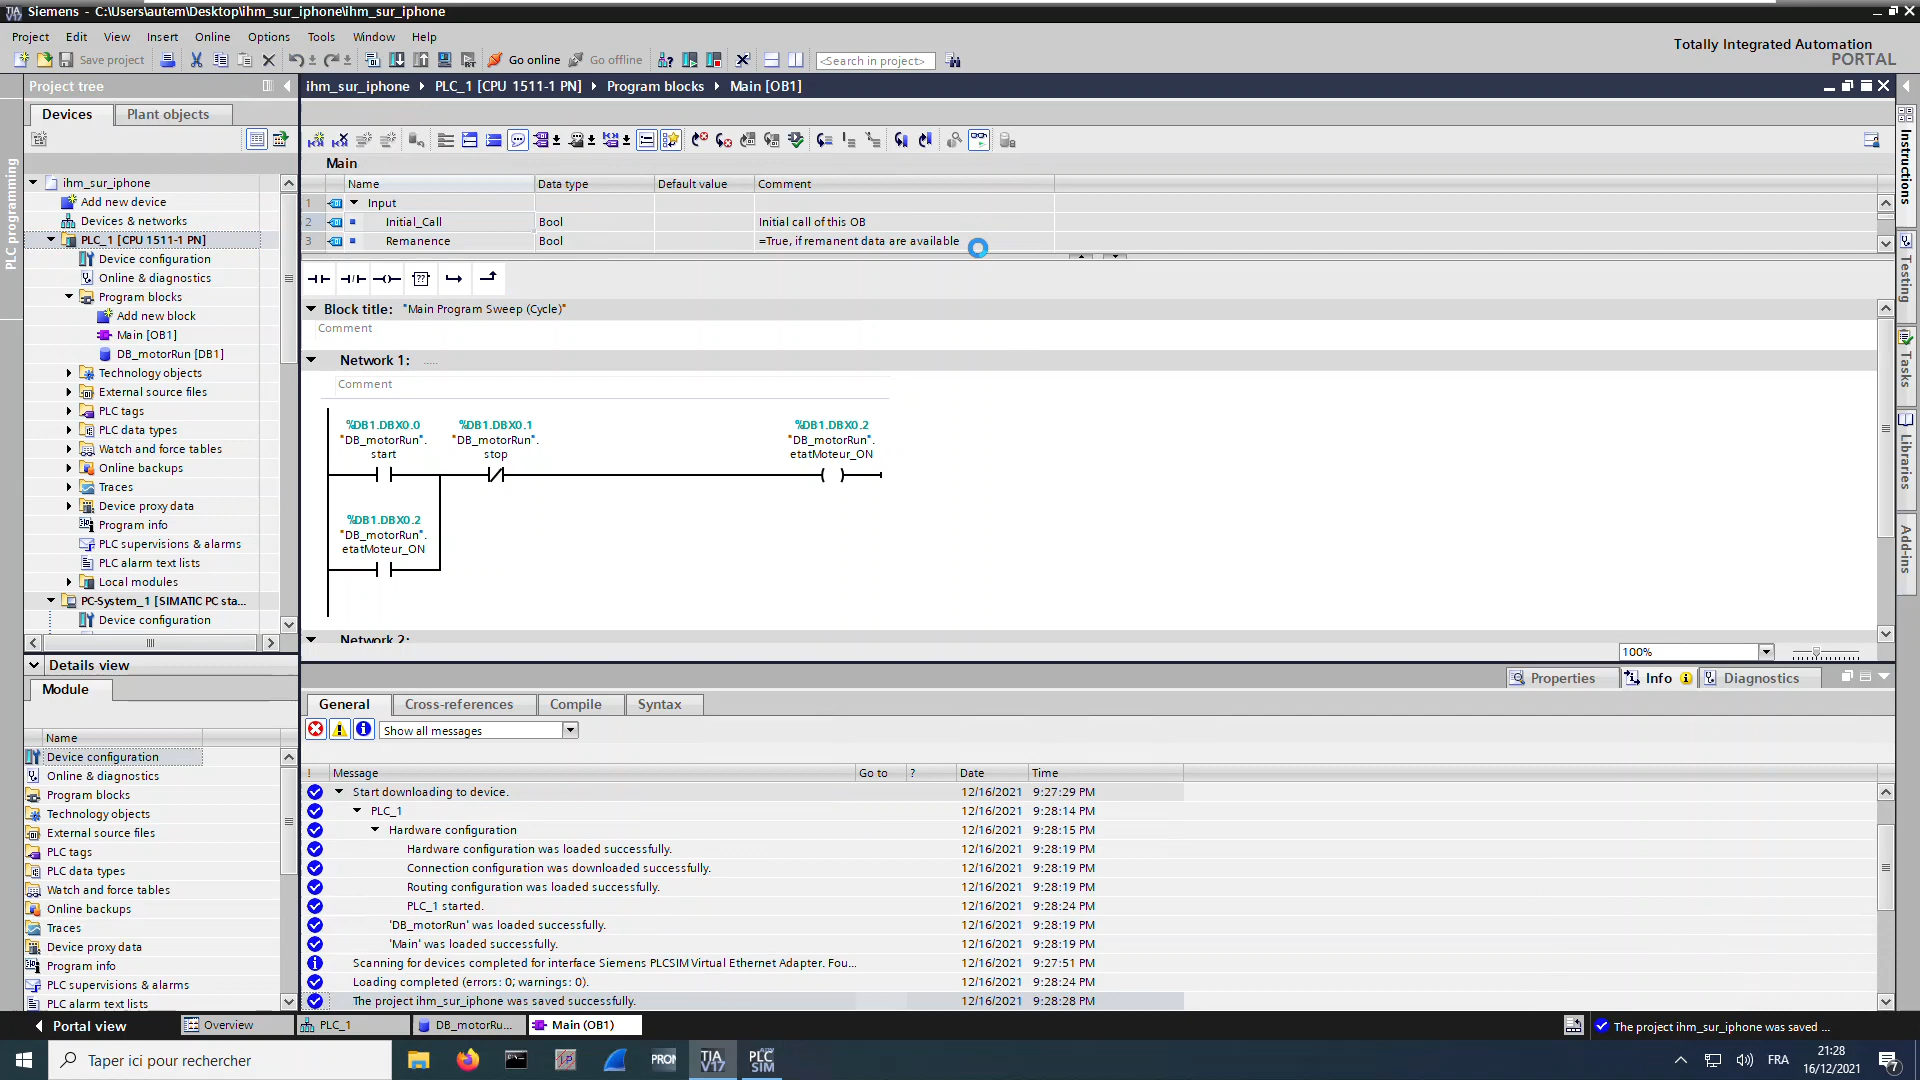 Siemens - C:\Users\autem\Desktop\ihm_sur_iphone\ihm_sur_iphone
Project Edit View Insert Online Options Tools Window Help
Totally Integrated Automation
PORTAL
Save project
Go online
Go offline
<Search in project>
Project tree
ihm_sur_iphone
PLC_1 [CPU 1511-1 PN]
Program blocks
Main [OB1]
Devices
Plant objects
PLC programming
ihm_sur_iphone
Add new device
Devices & networks
PLC_1 [CPU 1511-1 PN]
Device configuration
Online & diagnostics
Program blocks
Add new block
Main [OB1]
DB_motorRun [DB1]
Technology objects
External source files
PLC tags
PLC data types
Watch and force tables
Online backups
Traces
Device proxy data
Program info
PLC supervisions & alarms
PLC alarm text lists
Local modules
PC-System_1 [SIMATIC PC sta...
Device configuration
Main
Name Data type Default value Comment
1 Input
2 Initial_Call Bool Initial call of this OB
3 Remanence Bool =True, if remanent data are available
??
Block title: "Main Program Sweep (Cycle)"
Comment
Network 1: .....
Comment
%DB1.DBX0.0
"DB_motorRun".
start
%DB1.DBX0.1
"DB_motorRun".
stop
%DB1.DBX0.2
"DB_motorRun".
etatMoteur_ON
%DB1.DBX0.2
"DB_motorRun".
etatMoteur_ON
Network 2:
100%
Instructions
Testing
Tasks
Libraries
Add-ins
Details view
Module
Name
Device configuration
Online & diagnostics
Program blocks
Technology objects
External source files
PLC tags
PLC data types
Watch and force tables
Online backups
Traces
Device proxy data
Program info
PLC supervisions & alarms
PLC alarm text lists
Properties
Info
Diagnostics
General
Cross-references
Compile
Syntax
Show all messages
! Message Go to ? Date Time
Start downloading to device. 12/16/2021 9:27:29 PM
PLC_1 12/16/2021 9:28:14 PM
Hardware configuration 12/16/2021 9:28:15 PM
Hardware configuration was loaded successfully. 12/16/2021 9:28:19 PM
Connection configuration was downloaded successfully. 12/16/2021 9:28:19 PM
Routing configuration was loaded successfully. 12/16/2021 9:28:19 PM
PLC_1 started. 12/16/2021 9:28:24 PM
'DB_motorRun' was loaded successfully. 12/16/2021 9:28:19 PM
'Main' was loaded successfully. 12/16/2021 9:28:19 PM
Scanning for devices completed for interface Siemens PLCSIM Virtual Ethernet Adapter. Fou... 12/16/2021 9:27:51 PM
Loading completed (errors: 0; warnings: 0). 12/16/2021 9:28:24 PM
The project ihm_sur_iphone was saved successfully. 12/16/2021 9:28:28 PM
Portal view
Overview
PLC_1
DB_motorRu...
Main (OB1)
The project ihm_sur_iphone was saved ...
Taper ici pour rechercher
PRON
TIA
V17
PLC
SIM
FRA
21:28
16/12/2021
7